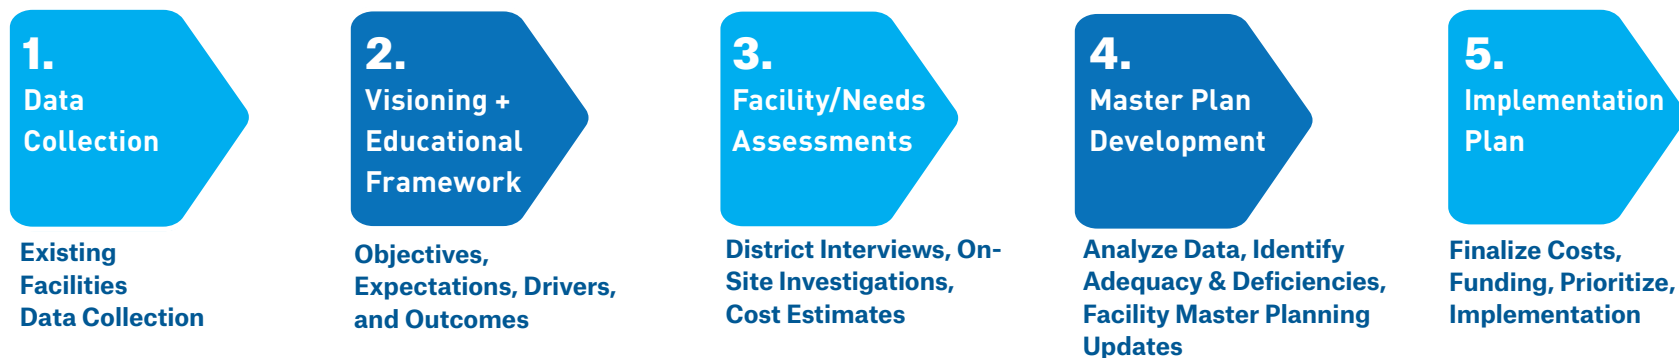 1.
Data
Collection
Existing
Facilities
Data Collection
2.
Visioning +
Educational
Framework
Objectives,
Expectations, Drivers,
and Outcomes
3.
Facility/Needs
Assessments
District Interviews, On-
Site Investigations,
Cost Estimates
4.
Master Plan
Development
Analyze Data, Identify
Adequacy & Deficiencies,
Facility Master Planning
Updates
5.
Implementation
Plan
Finalize Costs,
Funding, Prioritize,
Implementation